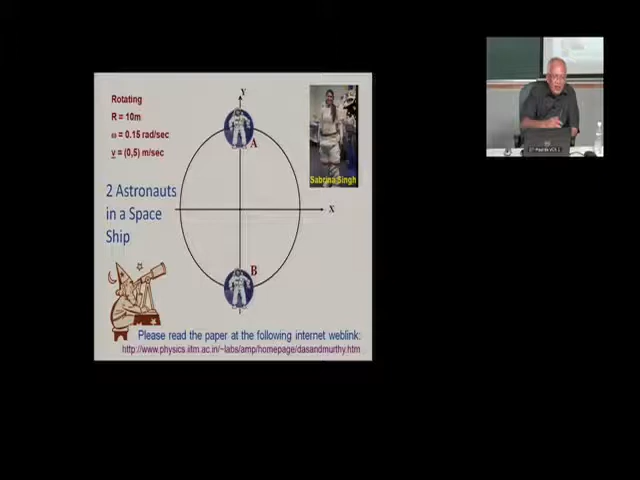 Rotating
R = 10m
ω = 0.15 rad/sec
v = (0,5) m/sec
2 Astronauts
in a Space
Ship
Y
A
X
B
Sabrina Singh
Please read the paper at the following internet weblink:
http://www.physics.iitm.ac.in/~labs/amp/homepage/dasandmurthy.htm